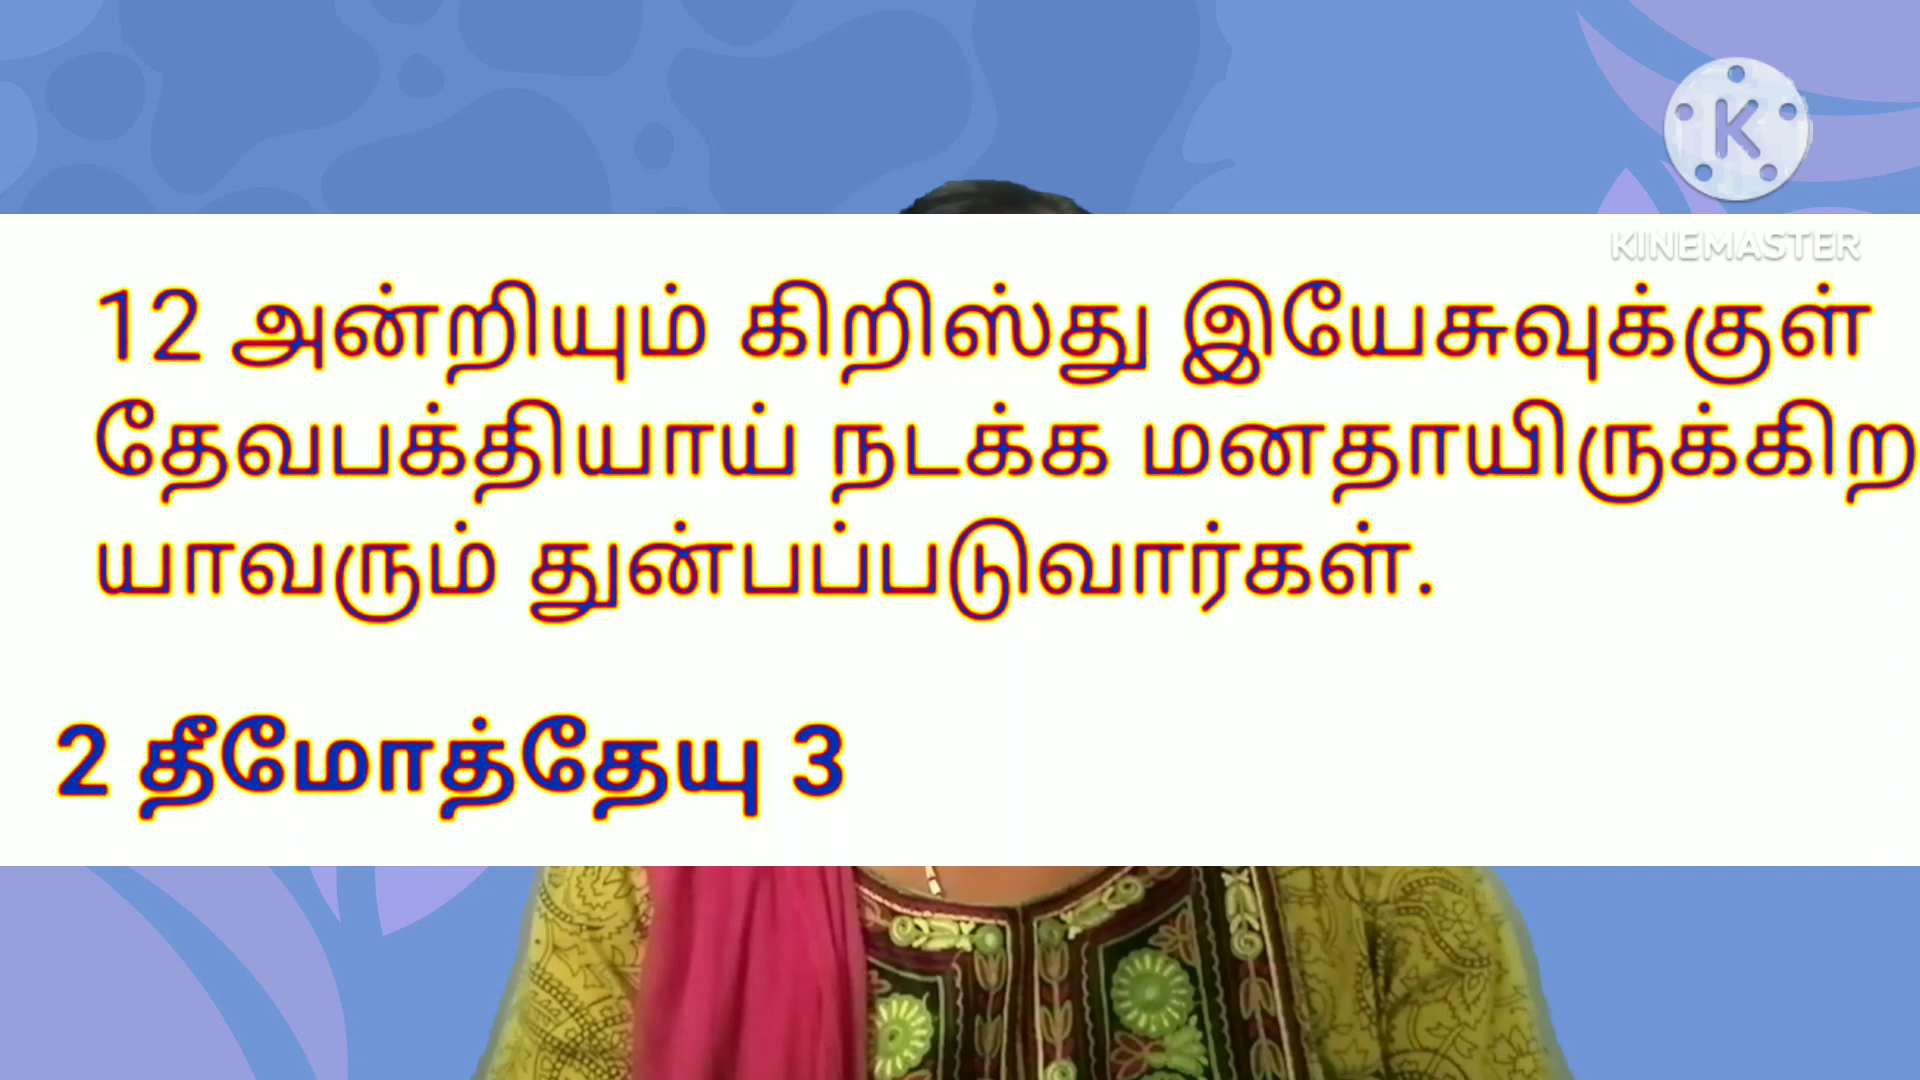 K
KINEMASTER
12 அன்றியும் கிறிஸ்து இயேசுவுக்குள்
தேவபக்தியாய் நடக்க மனதாயிருக்கிற
யாவரும் துன்பப்படுவார்கள்.
2 தீமோத்தேயு 3